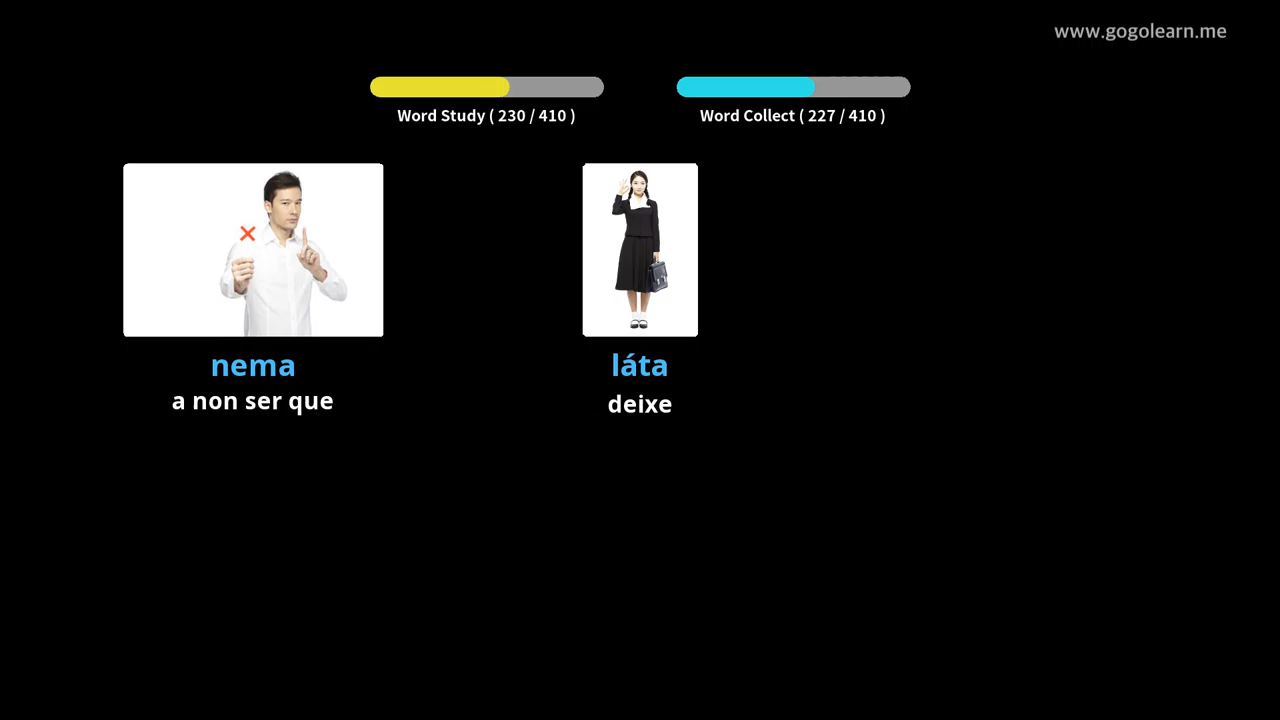 www.gogolearn.me
Word Study ( 230 / 410 )
Word Collect ( 227 / 410 )
nema
a non ser que
láta
deixe